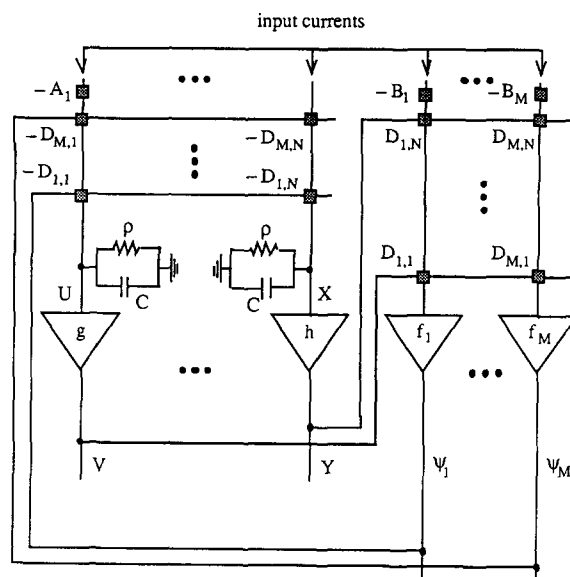 input currents
− A1 − B1 − BM
− DM,1 − DM,N D1,N DM,N
− D1,1 − D1,N
ρ ρ D1,1 DM,1
U C C X
g h f1 fM
V Y ψ1 ψM